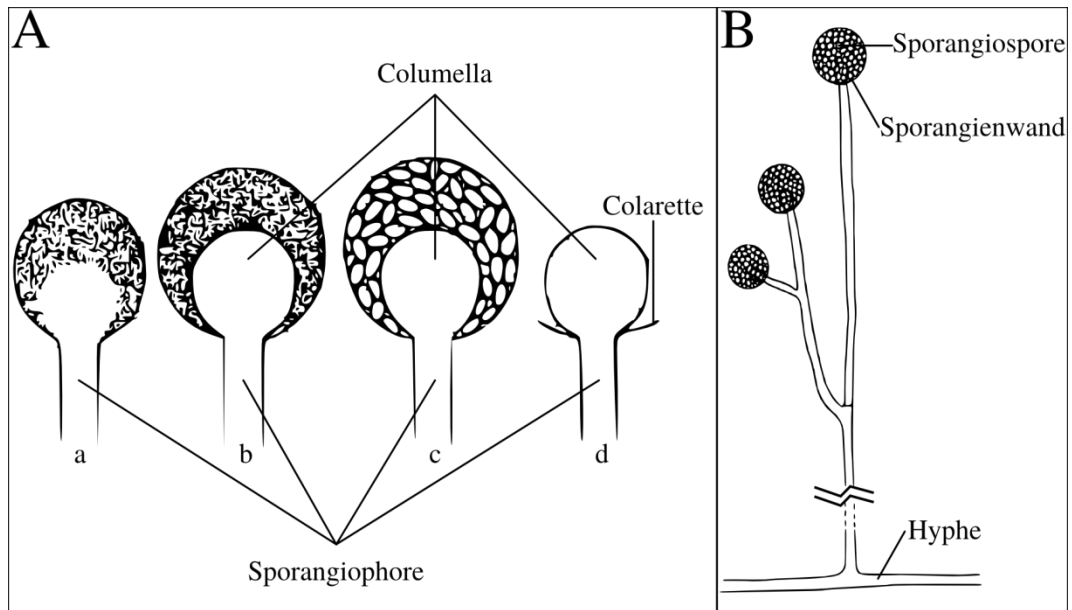 A
Columella
Colarette
a
b
c
d
Sporangiophore
B
Sporangiospore
Sporangienwand
Hyphe